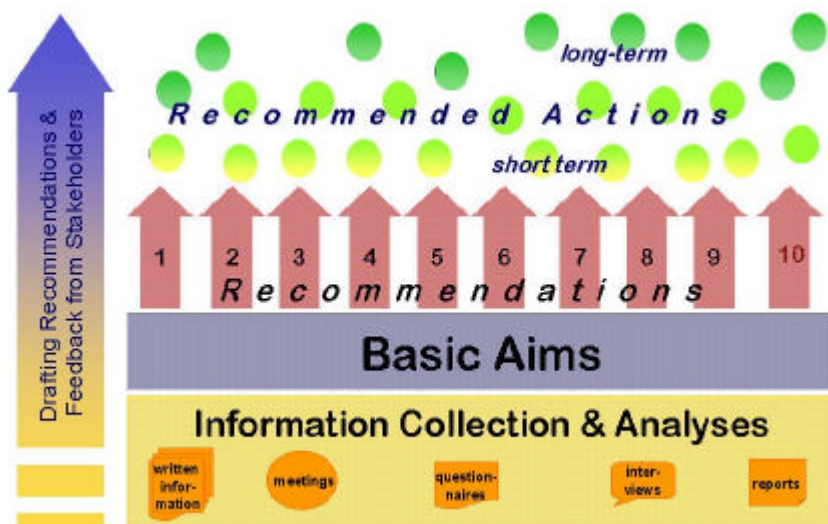 long-term
Recommended Actions
short term
1 2 3 4 5 6 7 8 9 10
Recommendations
Basic Aims
Information Collection & Analyses
written
infor-
mation
meetings
question-
naires
inter-
views
reports
Drafting Recommendations &
Feedback from Stakeholders